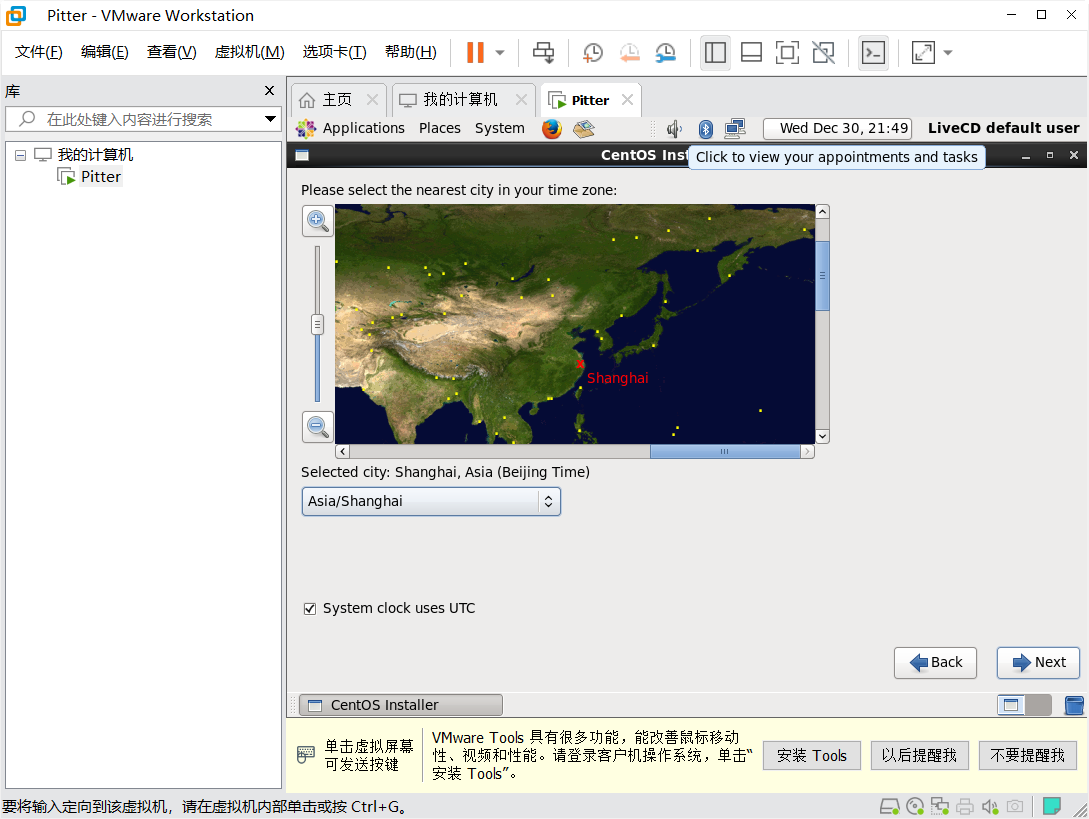 Pitter - VMware Workstation
文件(F) 编辑(E) 查看(V) 虚拟机(M) 选项卡(T) 帮助(H)
库
在此处键入内容进行搜索
我的计算机
Pitter
主页 我的计算机 Pitter
Applications Places System Wed Dec 30, 21:49 LiveCD default user
CentOS Inst
Click to view your appointments and tasks
Please select the nearest city in your time zone:
Shanghai
Selected city: Shanghai, Asia (Beijing Time)
Asia/Shanghai
System clock uses UTC
Back Next
CentOS Installer
单击虚拟屏幕
可发送按键
VMware Tools 具有很多功能，能改善鼠标移动
性、视频和性能。请登录客户机操作系统，单击“
安装 Tools”。
安装 Tools 以后提醒我 不要提醒我
要将输入定向到该虚拟机，请在虚拟机内部单击或按 Ctrl+G。